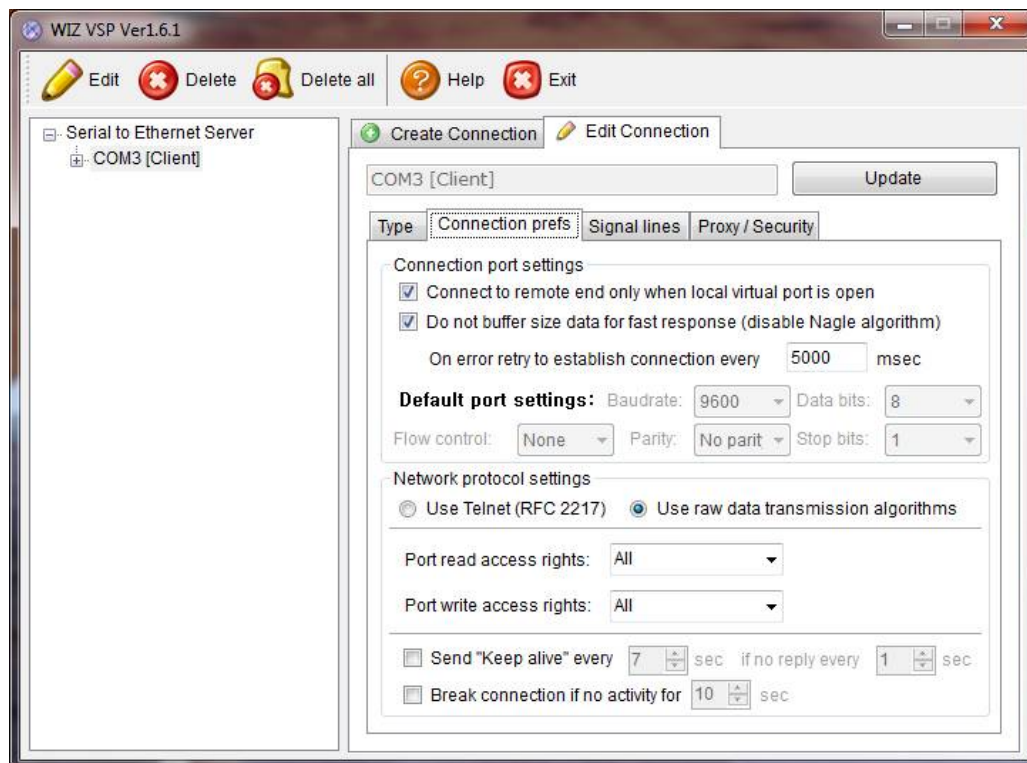 WIZ VSP Ver1.6.1
Edit Delete Delete all Help Exit
Serial to Ethernet Server
COM3 [Client]
Create Connection Edit Connection
COM3 [Client] Update
Type Connection prefs Signal lines Proxy / Security
Connection port settings
Connect to remote end only when local virtual port is open
Do not buffer size data for fast response (disable Nagle algorithm)
On error retry to establish connection every 5000 msec
Default port settings: Baudrate: 9600 Data bits: 8
Flow control: None Parity: No parit Stop bits: 1
Network protocol settings
Use Telnet (RFC 2217) Use raw data transmission algorithms
Port read access rights: All
Port write access rights: All
Send "Keep alive" every 7 sec if no reply every 1 sec
Break connection if no activity for 10 sec